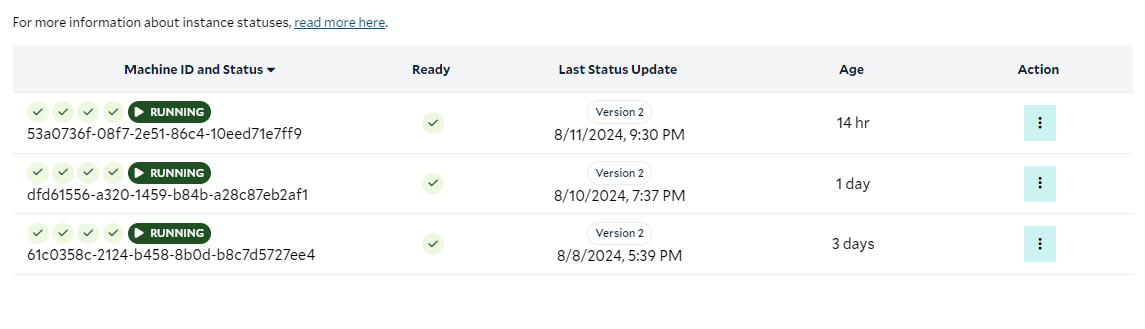 For more information about instance statuses, read more here.
Machine ID and Status Ready Last Status Update Age Action
RUNNING Version 2
53a0736f-08f7-2e51-86c4-10eed71e7ff9 8/11/2024, 9:30 PM 14 hr
RUNNING Version 2
dfd61556-a320-1459-b84b-a28c87eb2af1 8/10/2024, 7:37 PM 1 day
RUNNING Version 2
61c0358c-2124-b458-8b0d-b8c7d5727ee4 8/8/2024, 5:39 PM 3 days